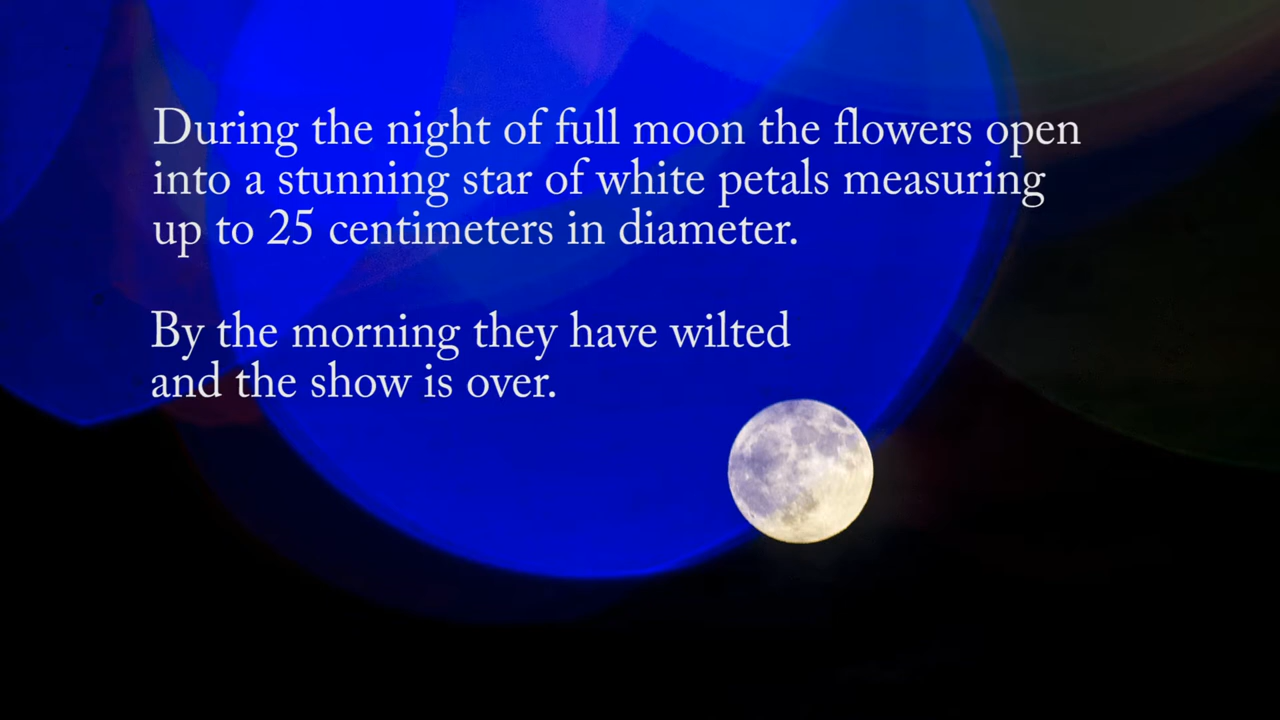 During the night of full moon the flowers open
into a stunning star of white petals measuring
up to 25 centimeters in diameter.
By the morning they have wilted
and the show is over.